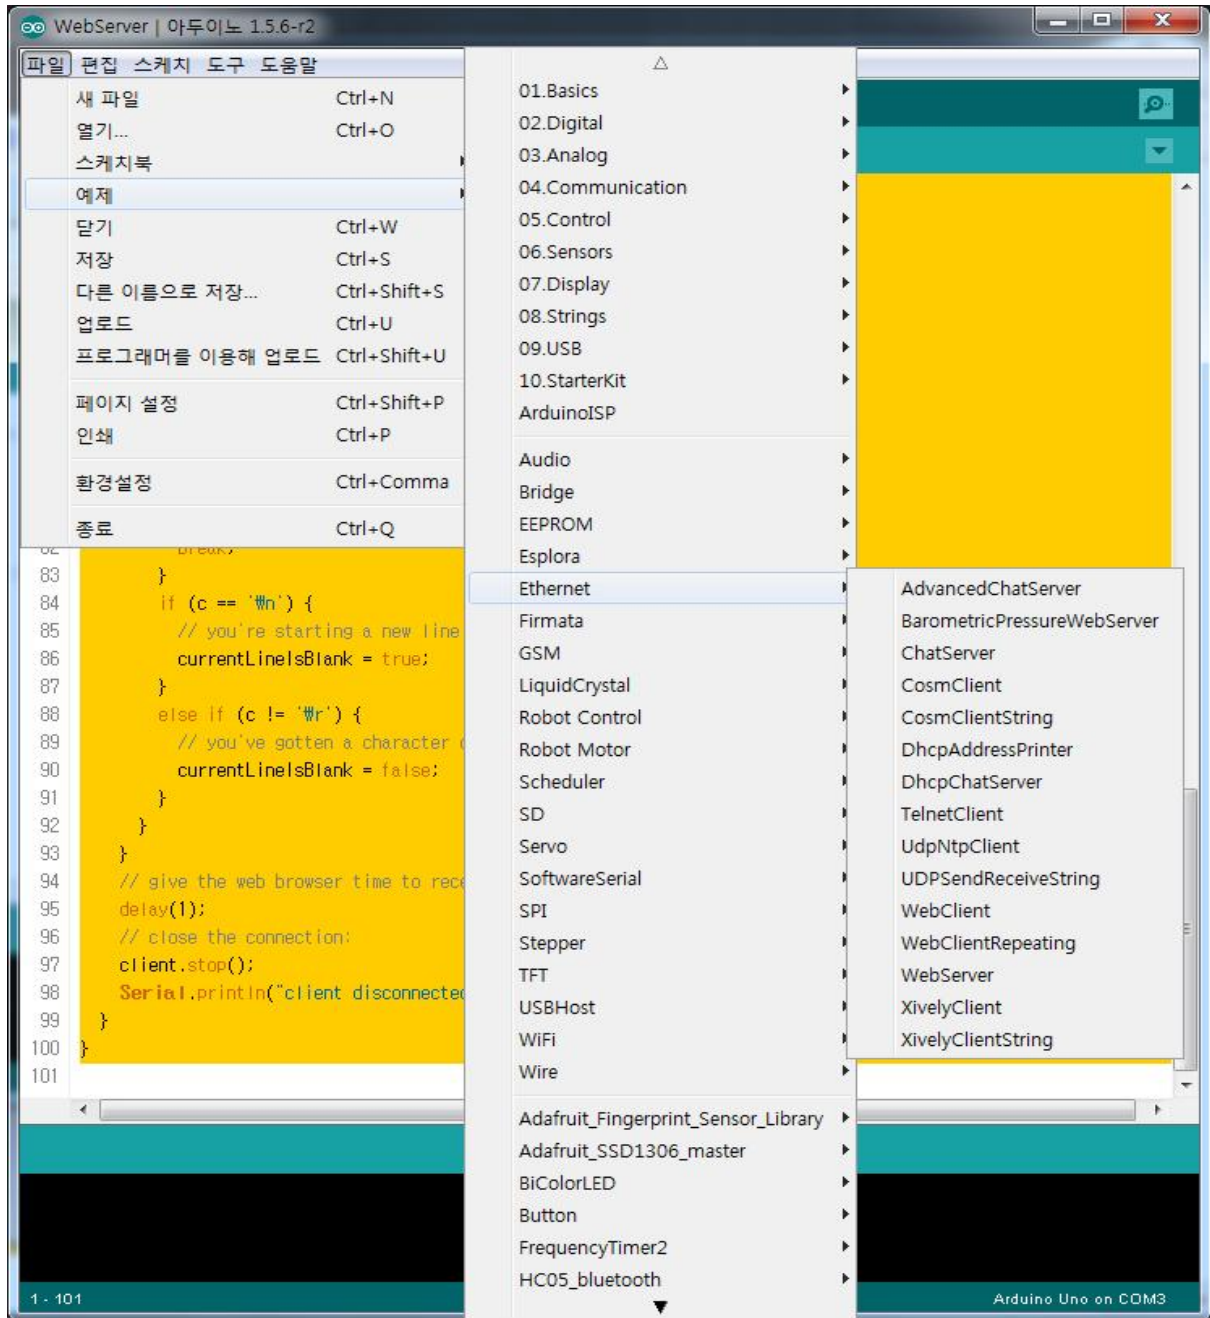 WebServer | 아두이노 1.5.6-r2
파일 편집 스케치 도구 도움말
새 파일 Ctrl+N
열기... Ctrl+O
스케치북
예제
닫기 Ctrl+W
저장 Ctrl+S
다른 이름으로 저장... Ctrl+Shift+S
업로드 Ctrl+U
프로그래머를 이용해 업로드 Ctrl+Shift+U
페이지 설정 Ctrl+Shift+P
인쇄 Ctrl+P
환경설정 Ctrl+Comma
종료 Ctrl+Q
01.Basics
02.Digital
03.Analog
04.Communication
05.Control
06.Sensors
07.Display
08.Strings
09.USB
10.StarterKit
ArduinoISP
Audio
Bridge
EEPROM
Esplora
Ethernet
Firmata
GSM
LiquidCrystal
Robot Control
Robot Motor
Scheduler
SD
Servo
SoftwareSerial
SPI
Stepper
TFT
USBHost
WiFi
Wire
Adafruit_Fingerprint_Sensor_Library
Adafruit_SSD1306_master
BiColorLED
Button
FrequencyTimer2
HC05_bluetooth
AdvancedChatServer
BarometricPressureWebServer
ChatServer
CosmClient
CosmClientString
DhcpAddressPrinter
DhcpChatServer
TelnetClient
UdpNtpClient
UDPSendReceiveString
WebClient
WebClientRepeating
WebServer
XivelyClient
XivelyClientString
82 break;
83 }
84 if (c == '₩n') {
85 // you're starting a new line
86 currentLineIsBlank = true;
87 }
88 else if (c != '₩r') {
89 // you've gotten a character
90 currentLineIsBlank = false;
91 }
92 }
93 }
94 // give the web browser time to rece
95 delay(1);
96 // close the connection:
97 client.stop();
98 Serial.println("client disconnected
99 }
100 }
101
1 - 101
Arduino Uno on COM3